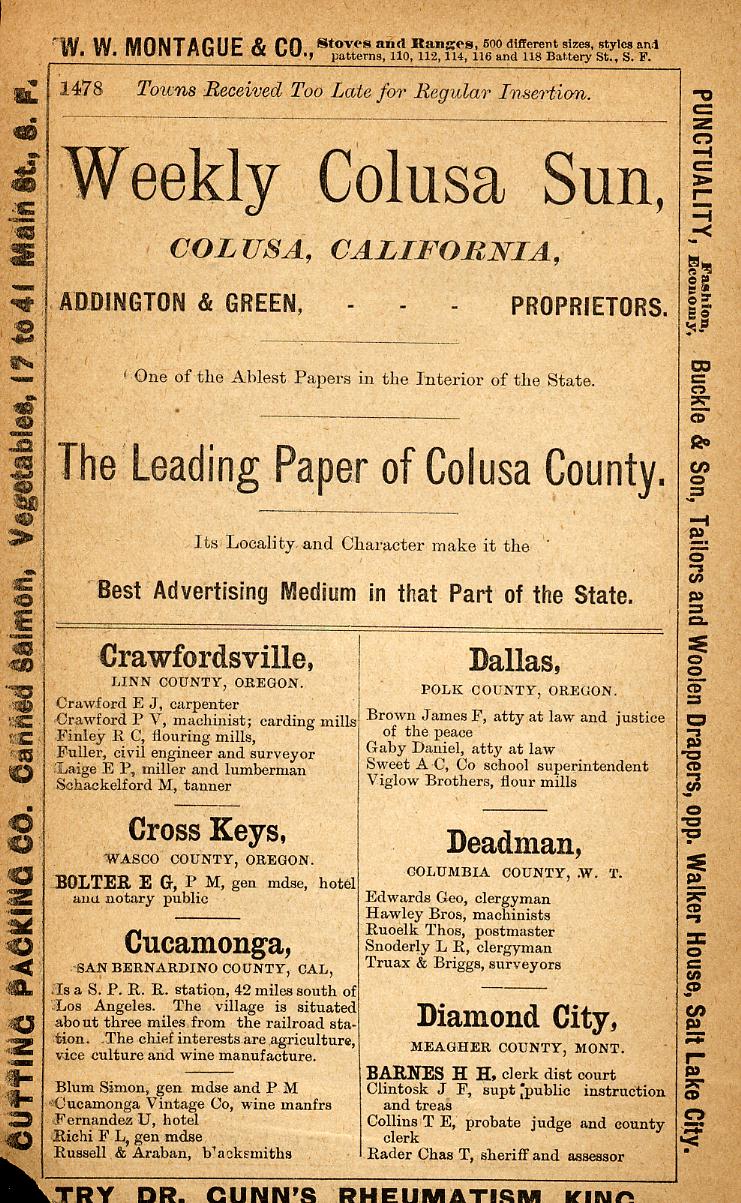 W. W. MONTAGUE & CO., Stoves and Ranges, 500 different sizes, styles and
patterns, 110, 112, 114, 116 and 118 Battery St., S. F.
1478 Towns Received Too Late for Regular Insertion.
Weekly Colusa Sun,
COLUSA, CALIFORNIA,
ADDINGTON & GREEN, - - - PROPRIETORS.
One of the Ablest Papers in the Interior of the State.
The Leading Paper of Colusa County.
Its Locality and Character make it the
Best Advertising Medium in that Part of the State.
Crawfordsville,
LINN COUNTY, OREGON.
Crawford E J, carpenter
Crawford P V, machinist; carding mills
Finley R C, flouring mills,
Fuller, civil engineer and surveyor
Laige E P, miller and lumberman
Schackelford M, tanner
Cross Keys,
WASCO COUNTY, OREGON.
BOLTER E G, P M, gen mdse, hotel
and notary public
Cucamonga,
SAN BERNARDINO COUNTY, CAL,
Is a S. P. R. R. station, 42 miles south of
Los Angeles. The village is situated
about three miles from the railroad sta-
tion. The chief interests are agriculture,
vice culture and wine manufacture.
Blum Simon, gen mdse and P M
Cucamonga Vintage Co, wine manfrs
Fernandez U, hotel
Richi F L, gen mdse
Russell & Araban, b'acksmiths
Dallas,
POLK COUNTY, OREGON.
Brown James F, atty at law and justice
of the peace
Gaby Daniel, atty at law
Sweet A C, Co school superintendent
Viglow Brothers, flour mills
Deadman,
COLUMBIA COUNTY, W. T.
Edwards Geo, clergyman
Hawley Bros, machinists
Ruoelk Thos, postmaster
Snoderly L R, clergyman
Truax & Briggs, surveyors
Diamond City,
MEAGHER COUNTY, MONT.
BARNES H H, clerk dist court
Clintosk J F, supt public instruction
and treas
Collins T E, probate judge and county
clerk
Rader Chas T, sheriff and assessor
CUTTING PACKING CO. Canned Salmon, Vegetables, 17 to 41 Main St., S. F.
PUNCTUALITY, Fashion, Economy, Buckle & Son, Tailors and Woolen Drapers, opp. Walker House, Salt Lake City.
TRY DR. GUNN'S RHEUMATISM KING